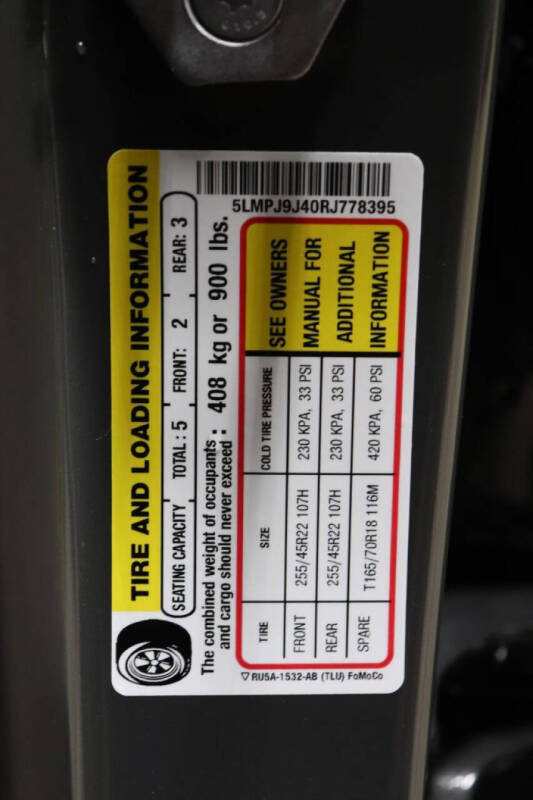 5LMPJ9J40RJ778395
TIRE AND LOADING INFORMATION
SEATING CAPACITY TOTAL : 5 FRONT: 2 REAR: 3
The combined weight of occupants : 408 kg or 900 lbs.
and cargo should never exceed :
TIRE SIZE COLD TIRE PRESSURE SEE OWNERS
FRONT 255/45R22 107H 230 KPA, 33 PSI MANUAL FOR
REAR 255/45R22 107H 230 KPA, 33 PSI ADDITIONAL
SPARE T165/70R18 116M 420 KPA, 60 PSI INFORMATION
RU5A-1532-AB (TLU) FoMoCo